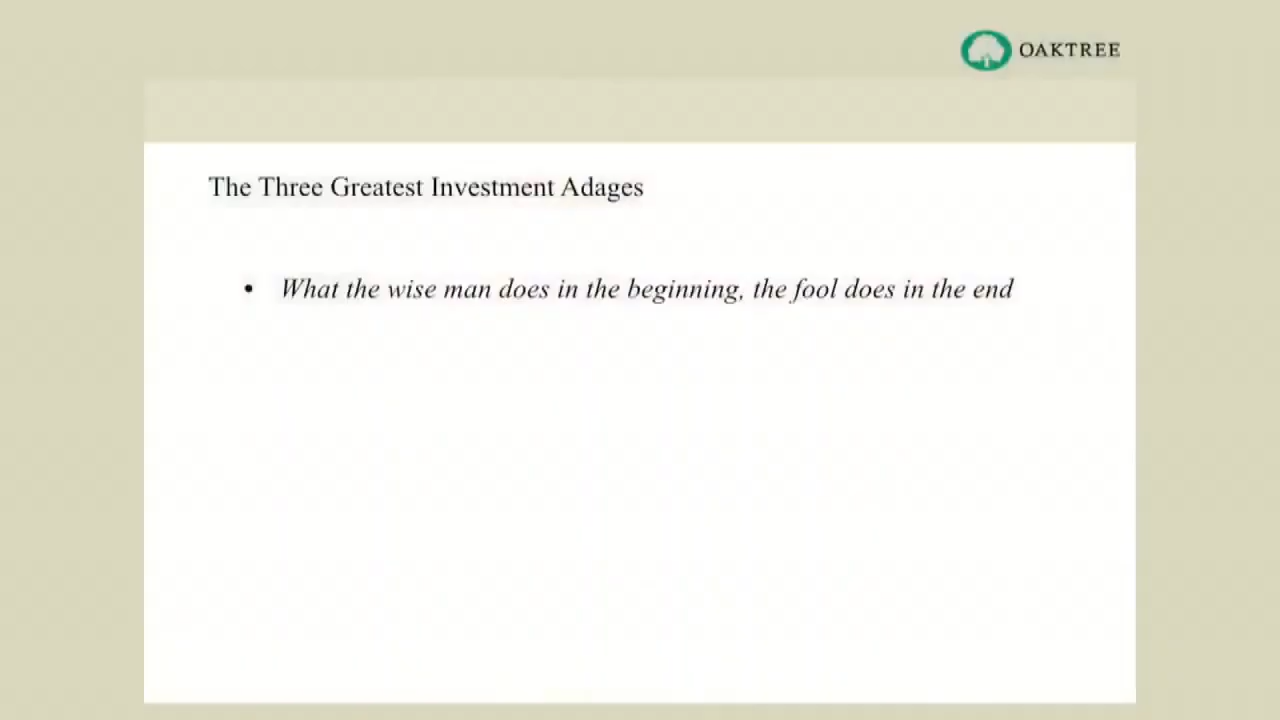 OAKTREE
The Three Greatest Investment Adages
• What the wise man does in the beginning, the fool does in the end